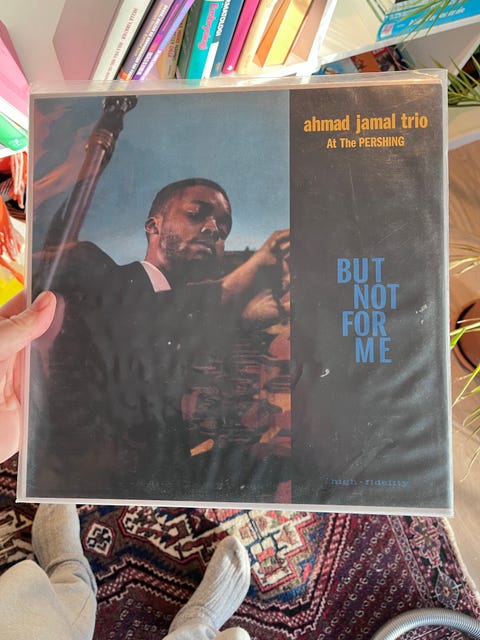 ahmad jamal trio
At The PERSHING
BUT
NOT
FOR
ME
high-fidelity